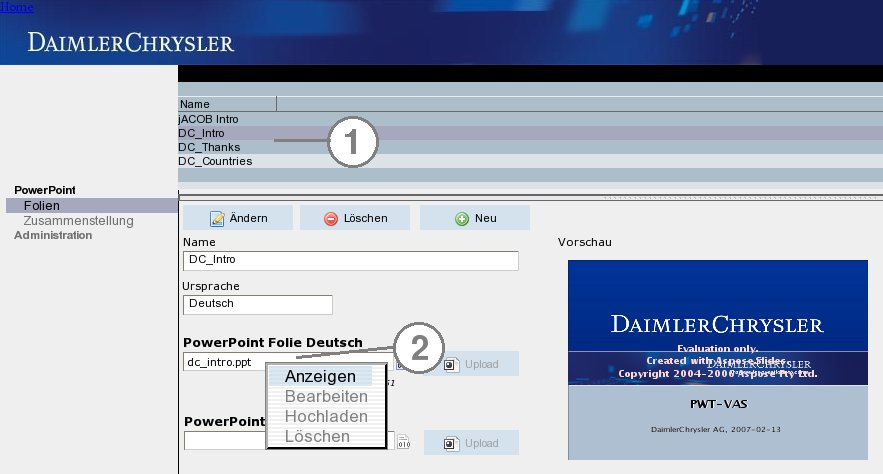 Home
DAIMLERCHRYSLER
Name
jACOB Intro
DC_Intro
DC_Thanks
DC_Countries
1
PowerPoint
Folien
Zusammenstellung
Administration
Ändern
Löschen
Neu
Name
DC_Intro
Ursprache
Deutsch
PowerPoint Folie Deutsch
2
dc_intro.ppt
Upload
Anzeigen
Bearbeiten
Hochladen
Löschen
PowerPoint
Upload
Vorschau
DAIMLERCHRYSLER
Evaluation only.
Created with Aspose.Slides.
DAIMLERCHRYSLER
Copyright 2004-2006 Aspose Pty Ltd.
PWT-VAS
DaimlerChrysler AG, 2007-02-13